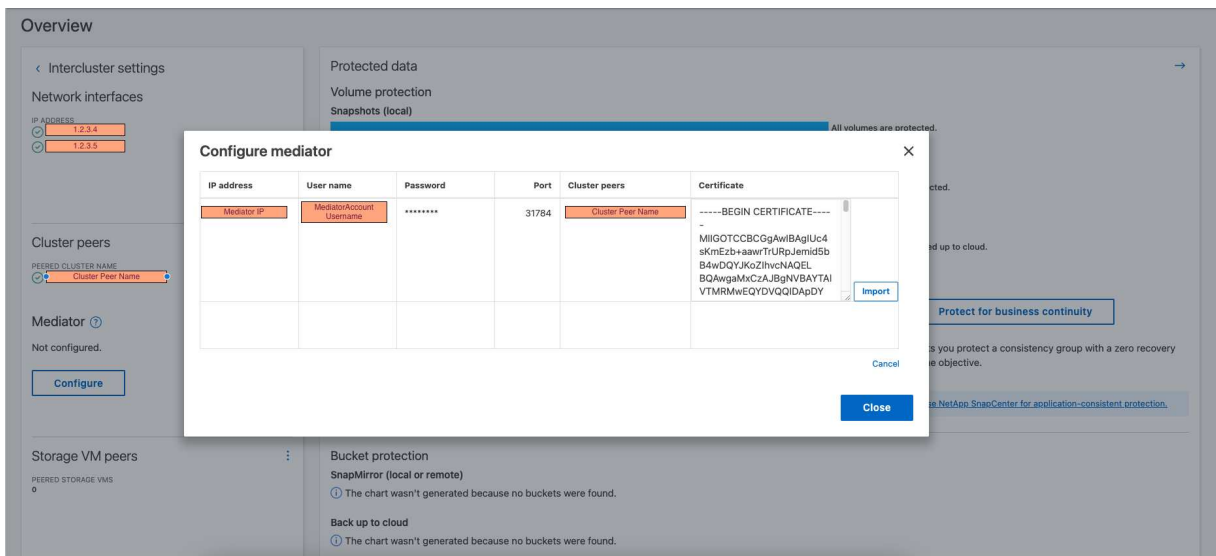 Overview
Intercluster settings
Network interfaces
IP ADDRESS
1.2.3.4
1.2.3.5
Cluster peers
PEERED CLUSTER NAME
Cluster Peer Name
Mediator
Not configured.
Configure
Storage VM peers
PEERED STORAGE VMS
0
Protected data
Volume protection
Snapshots (local)
All volumes are protected.
cted.
ed up to cloud.
Protect for business continuity
ts you protect a consistency group with a zero recovery
e objective.
se NetApp SnapCenter for application-consistent protection.
Configure mediator
IP address User name Password Port Cluster peers Certificate
Mediator IP
MediatorAccount
Username
********
31784
Cluster Peer Name
-----BEGIN CERTIFICATE----
-
MIIGOTCCBCGgAwIBAgIUc4
sKmEzb+aawrTrURpJemid5b
B4wDQYJKoZIhvcNAQEL
BQAwgaMxCzAJBgNVBAYTAl
VTMRMwEQYDVQQIDApDY
Import
Cancel
Close
Bucket protection
SnapMirror (local or remote)
The chart wasn't generated because no buckets were found.
Back up to cloud
The chart wasn't generated because no buckets were found.